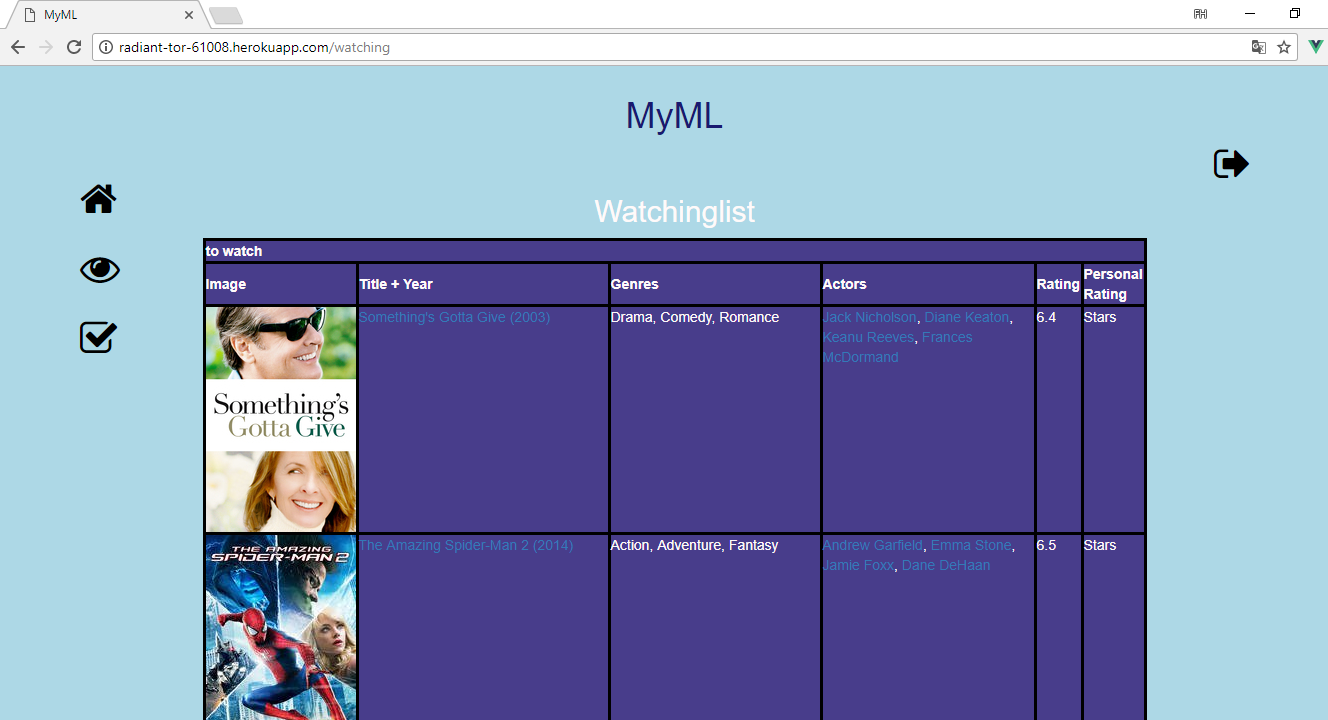 MyML
radiant-tor-61008.herokuapp.com/watching
MyML
Watchinglist
to watch
Image Title + Year Genres Actors Rating Personal Rating
Something's Gotta Give (2003) Drama, Comedy, Romance Jack Nicholson, Diane Keaton, 6.4 Stars
Keanu Reeves, Frances
McDormand
Something's
Gotta Give
The Amazing Spider-Man 2 (2014) Action, Adventure, Fantasy Andrew Garfield, Emma Stone, 6.5 Stars
Jamie Foxx, Dane DeHaan
THE AMAZING
SPIDER-MAN 2